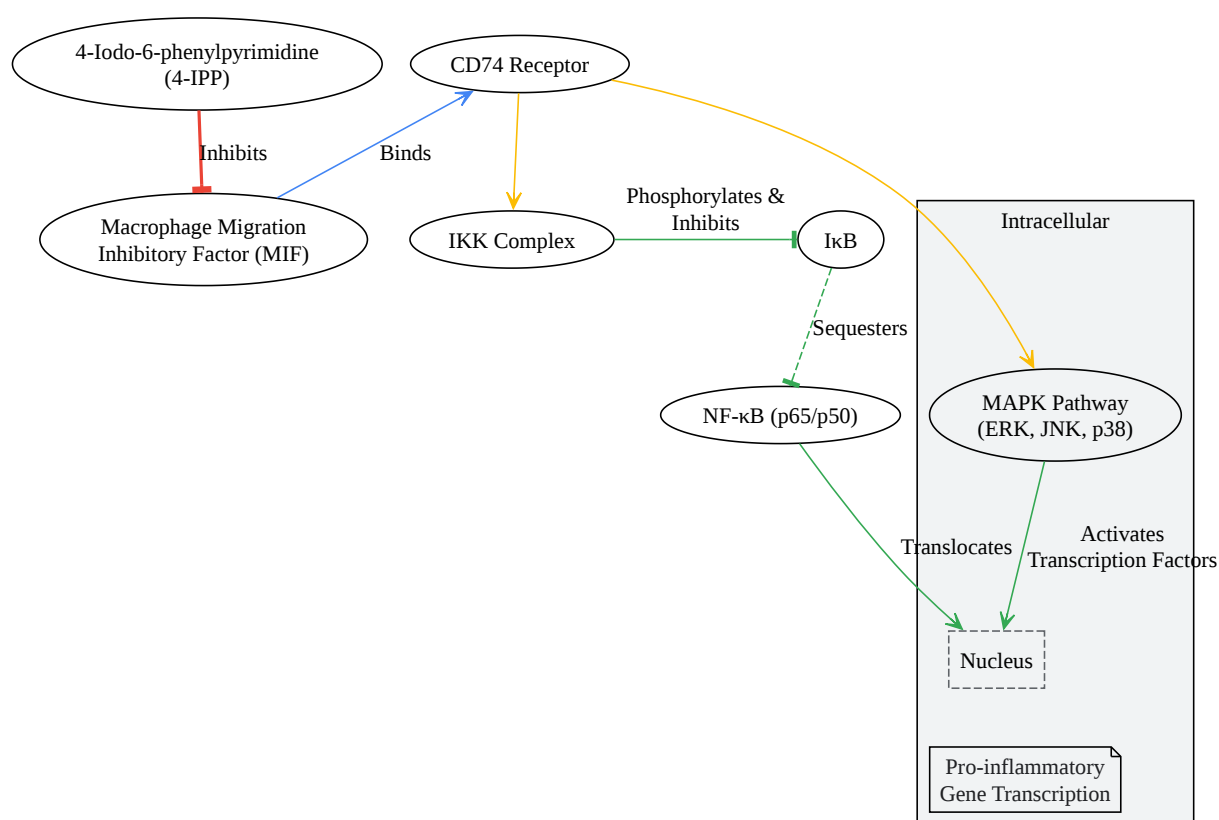 4-Iodo-6-phenylpyrimidine
(4-IPP)
CD74 Receptor
Inhibits
Binds
Macrophage Migration
Inhibitory Factor (MIF)
IKK Complex
Phosphorylates &
Inhibits
IκB
Intracellular
Sequesters
NF-κB (p65/p50)
MAPK Pathway
(ERK, JNK, p38)
Translocates
Activates
Transcription Factors
Nucleus
Pro-inflammatory
Gene Transcription